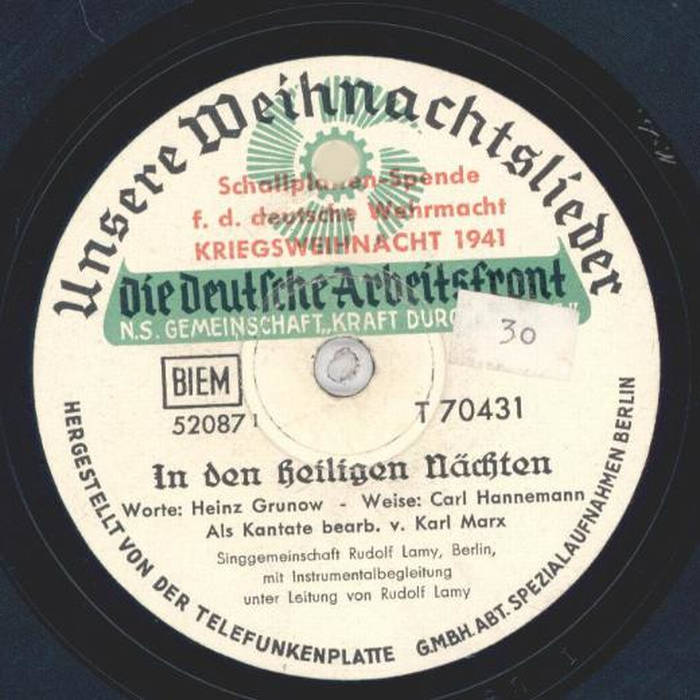 Unsere Weihnachtslieder
Schallplatten-Spende
f. d. deutsche Wehrmacht
KRIEGSWEIHNACHT 1941
Die Deutsche Arbeitsfront
N.S. GEMEINSCHAFT „KRAFT
30
BIEM
52087 1
T 70431
In den heiligen Nächten
Worte: Heinz Grunow - Weise: Carl Hannemann
Als Kantate bearb. v. Karl Marx
Singgemeinschaft Rudolf Lamy, Berlin,
mit Instrumentalbegleitung
unter Leitung von Rudolf Lamy
HERGESTELLT VON DER TELEFUNKENPLATTE G.M.B.H. ABT. SPEZIALAUFNAHMEN BERLIN